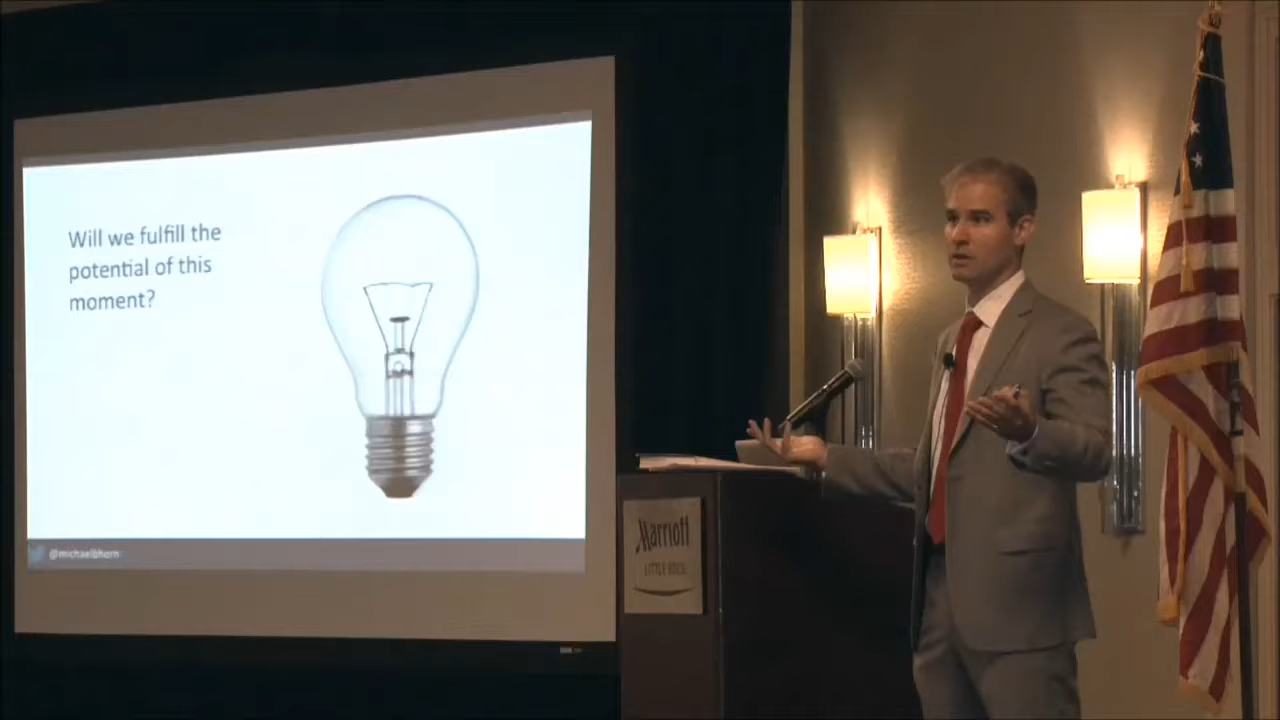 Will we fulfill the
potential of this
moment?
@michaelbhorn
Marriott
LITTLE ROCK